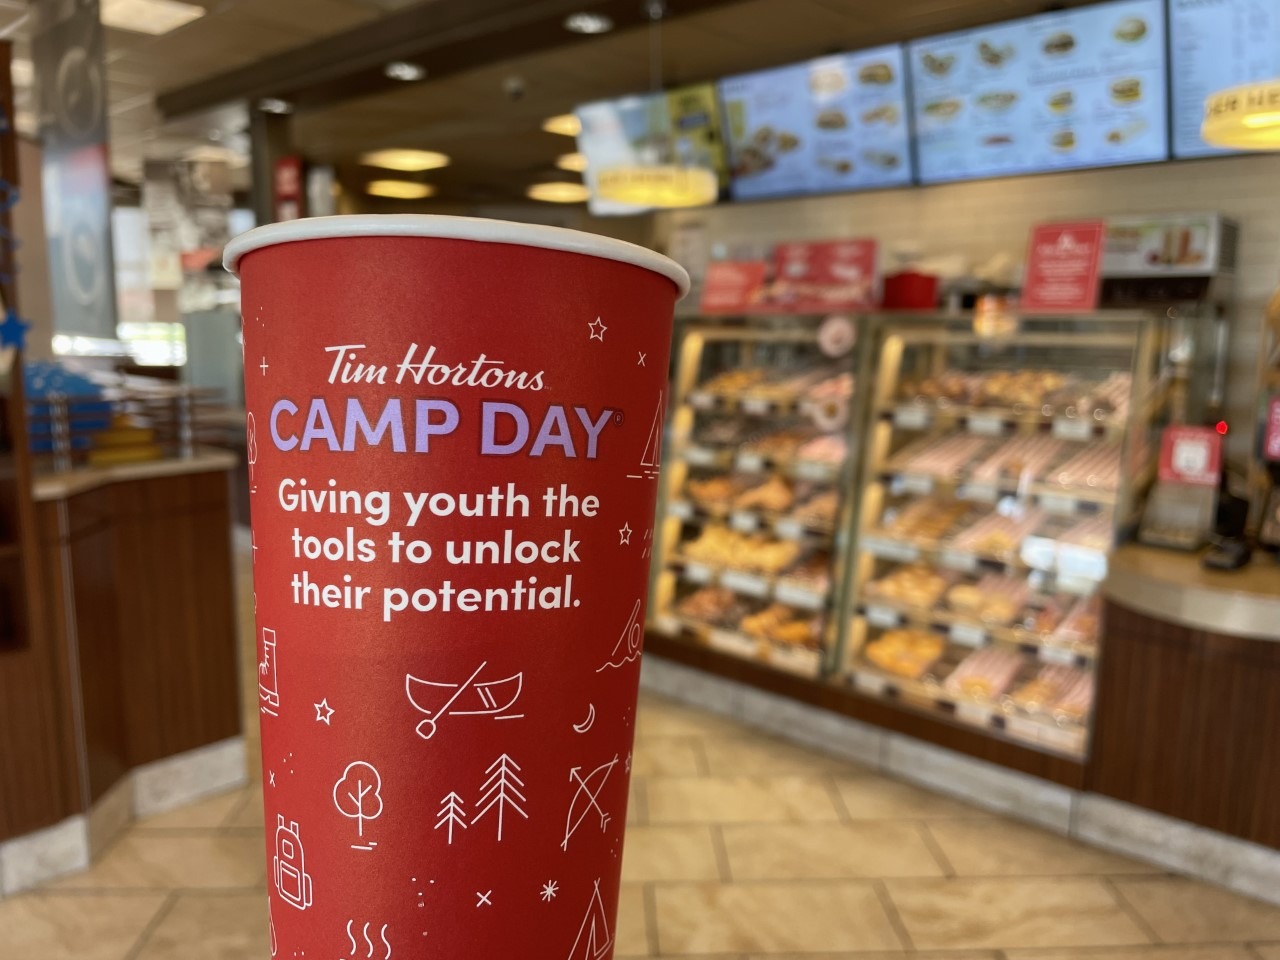 Tim Hortons
CAMP DAY®
Giving youth the
tools to unlock
their potential.